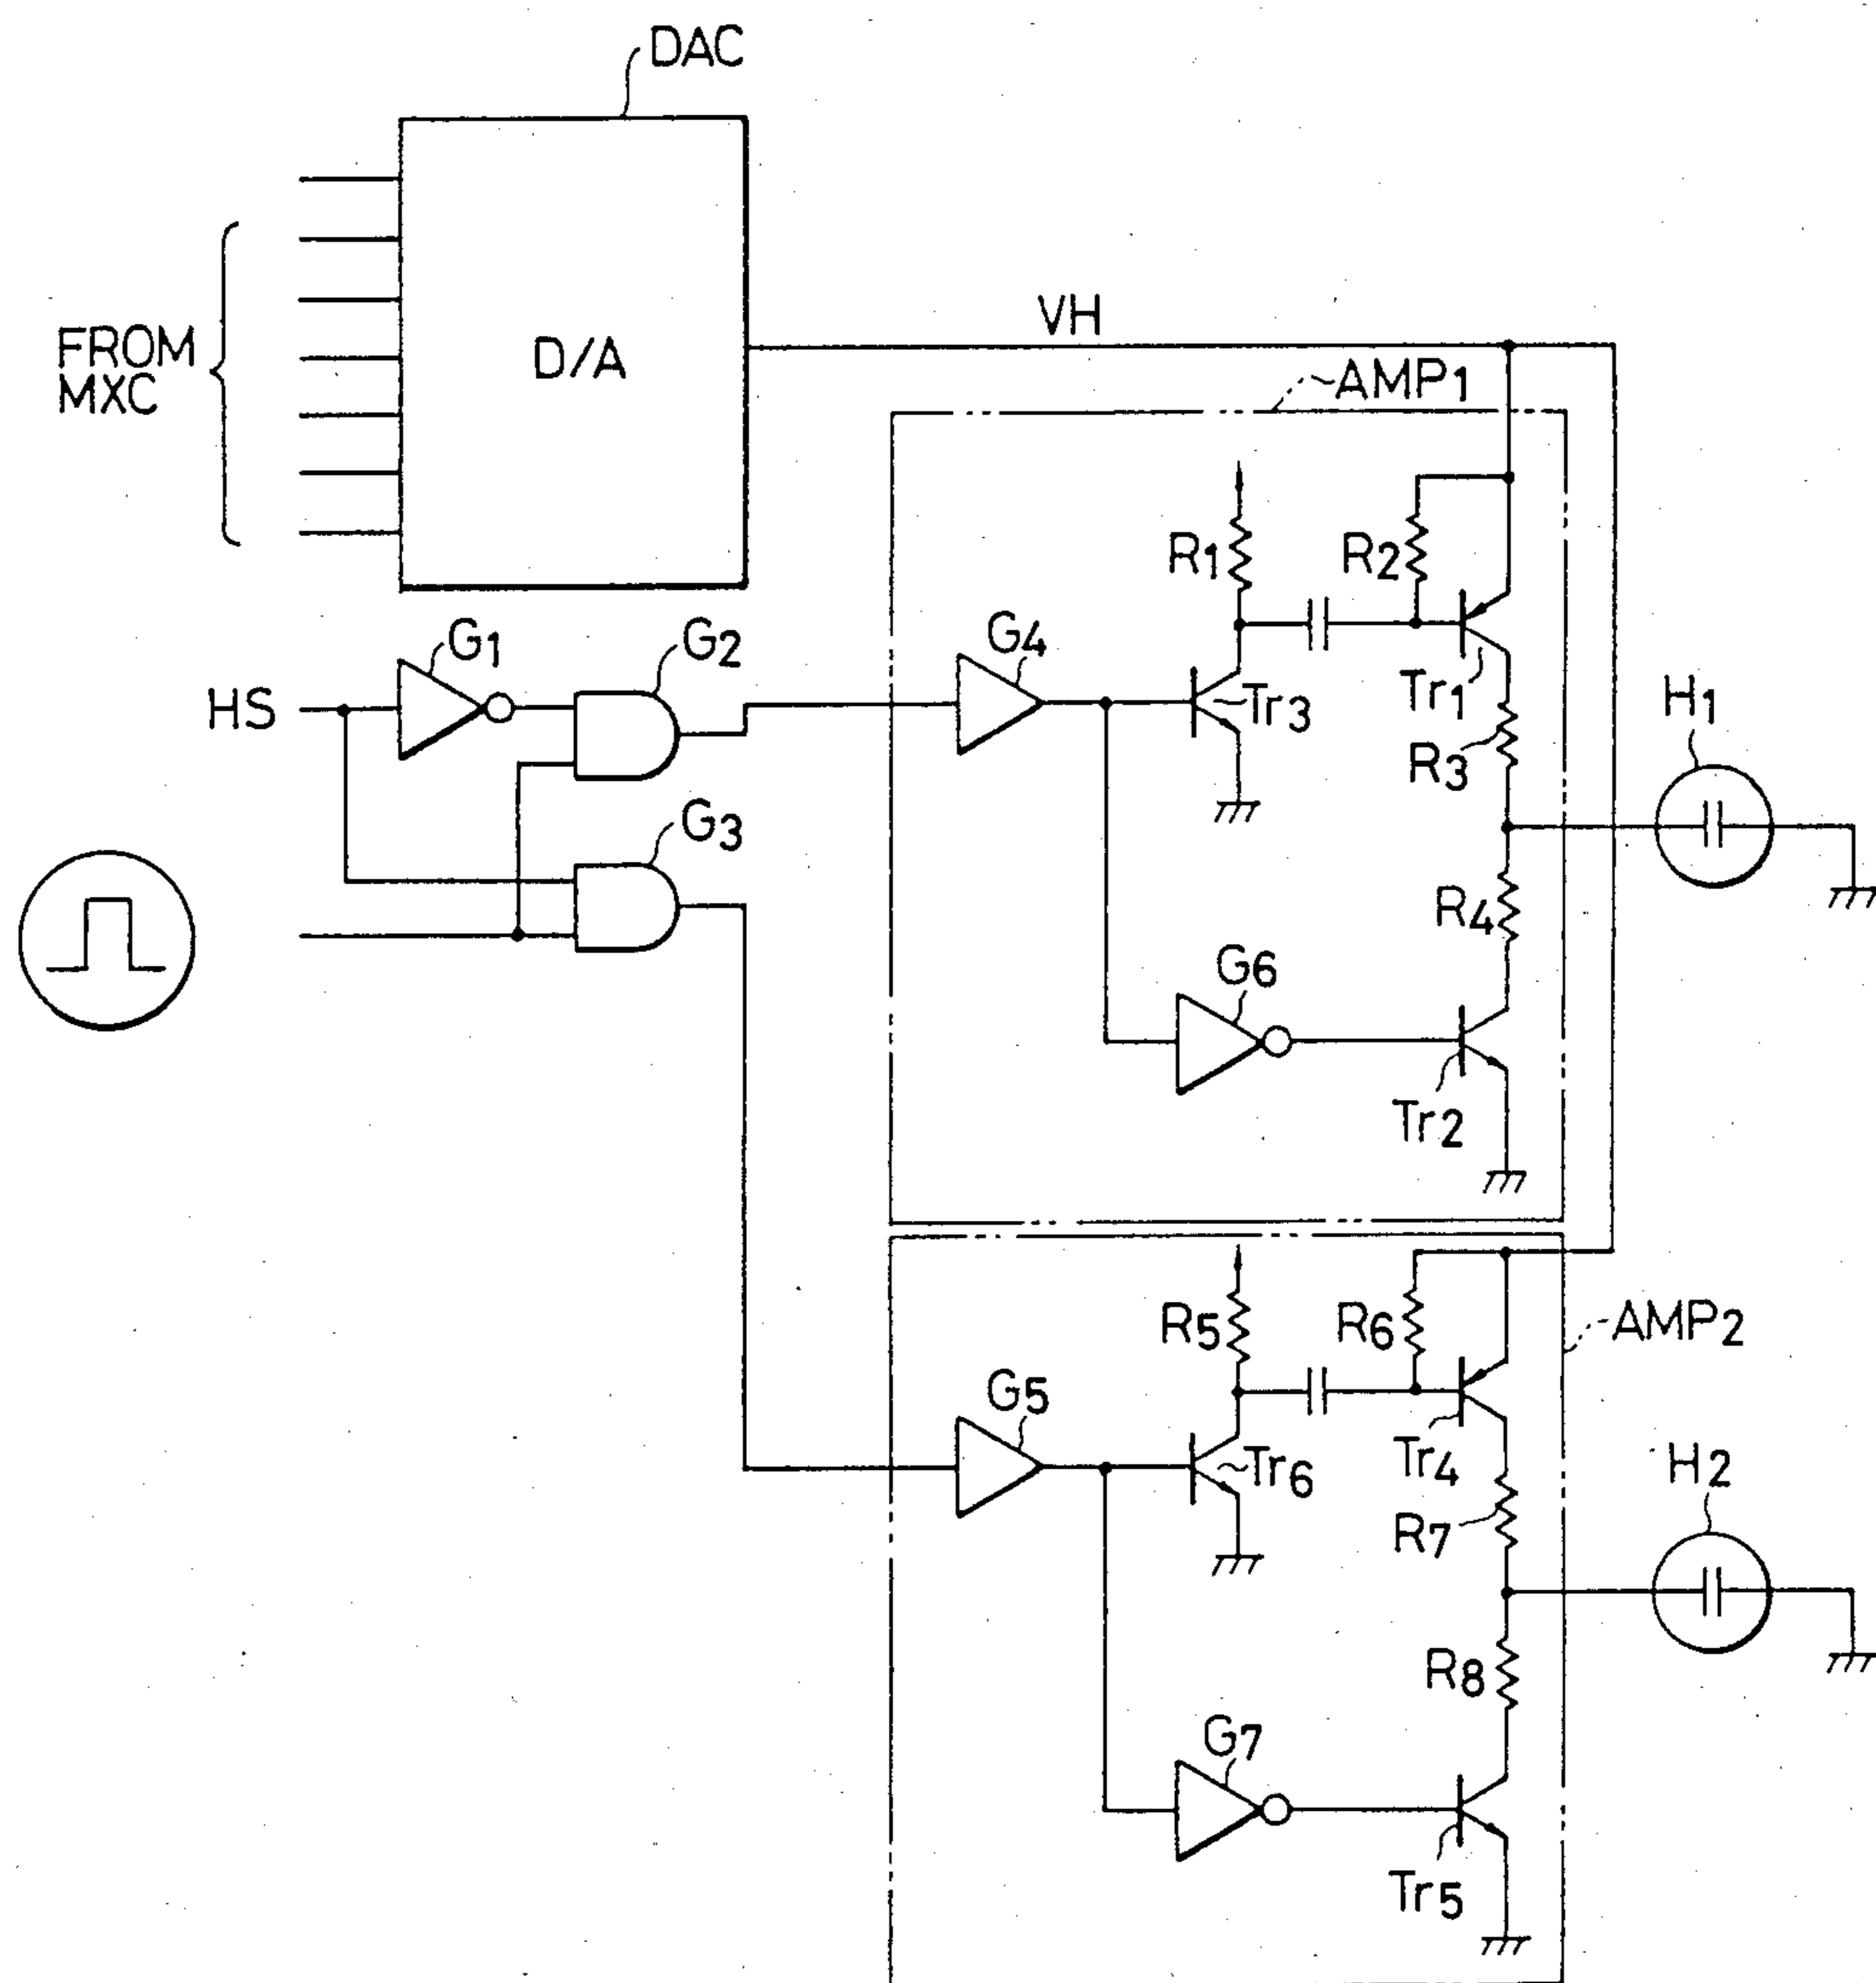 DAC
FROM
MXC
D/A
VH
AMP1
R1
R2
G1
G2
G4
HS
Tr3
Tr1
H1
R3
G3
R4
G6
Tr2
R5
R6
AMP2
G5
Tr6
Tr4
H2
R7
R8
G7
Tr5